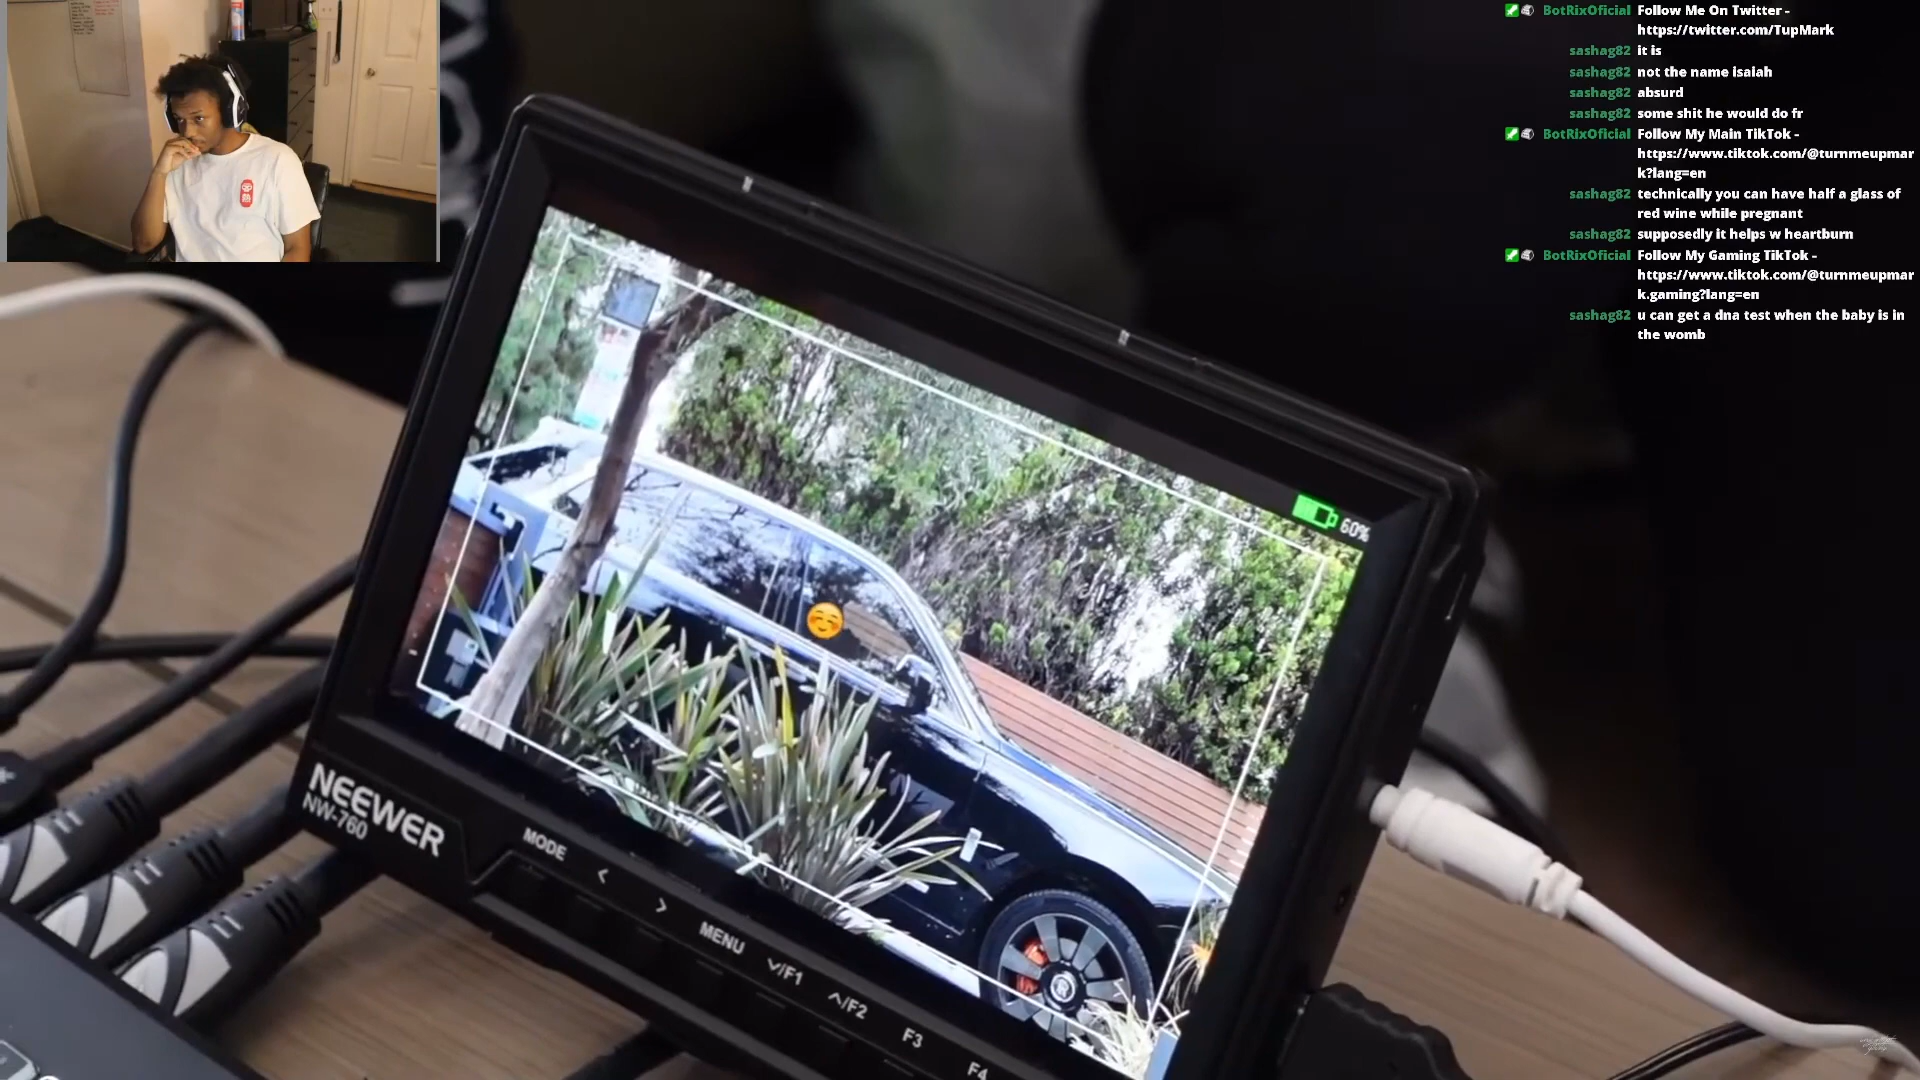 BotRixOficial Follow Me On Twitter -
https://twitter.com/TupMark
sashag82 it is
sashag82 not the name isaiah
sashag82 absurd
sashag82 some shit he would do fr
BotRixOficial Follow My Main TikTok -
https://www.tiktok.com/@turnmeupmar
k?lang=en
sashag82 technically you can have half a glass of
red wine while pregnant
sashag82 supposedly it helps w heartburn
BotRixOficial Follow My Gaming TikTok -
https://www.tiktok.com/@turnmeupmar
k.gaming?lang=en
sashag82 u can get a dna test when the baby is in
the womb
60%
NEEWER
NW-760
MODE < > MENU ∨/F1 ∧/F2 F3 F4